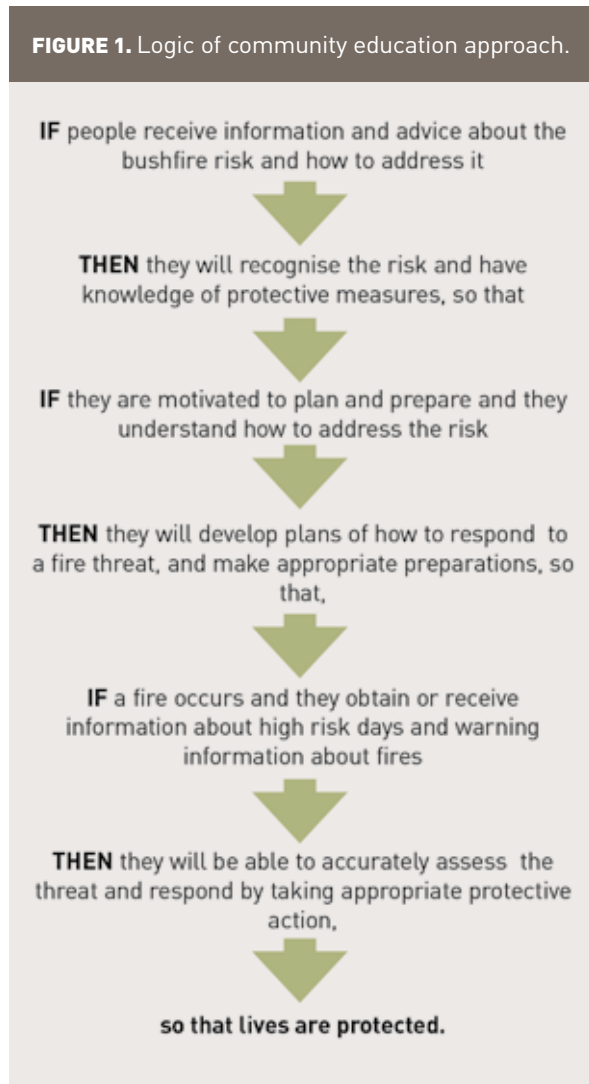 FIGURE 1. Logic of community education approach.
IF people receive information and advice about the
bushfire risk and how to address it
THEN they will recognise the risk and have
knowledge of protective measures, so that
IF they are motivated to plan and prepare and they
understand how to address the risk
THEN they will develop plans of how to respond to
a fire threat, and make appropriate preparations, so
that,
IF a fire occurs and they obtain or receive
information about high risk days and warning
information about fires
THEN they will be able to accurately assess the
threat and respond by taking appropriate protective
action,
so that lives are protected.